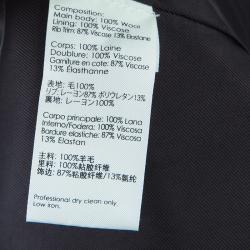 Composition:
Main body: 100% Wool
Lining: 100% Viscose
Rib Trim: 87% Viscose 13% Elastane
Corps: 100% Laine
Doublure: 100% Viscose
Garniture en cote: 87% Viscose
13% Élasthanne
表地: 毛100%
リブ: レーヨン87% ポリウレタン13%
裏地: レーヨン100%
Corpo principale: 100% Lana
Interno/Fodera: 100% Viscosa
Bordure elastiche: 87% Viscosa
13% Elastan
主料: 100%羊毛
里料: 100%粘胶纤维
饰边: 87%粘胶纤维/13%氨纶
Professional dry clean only.
Low iron.